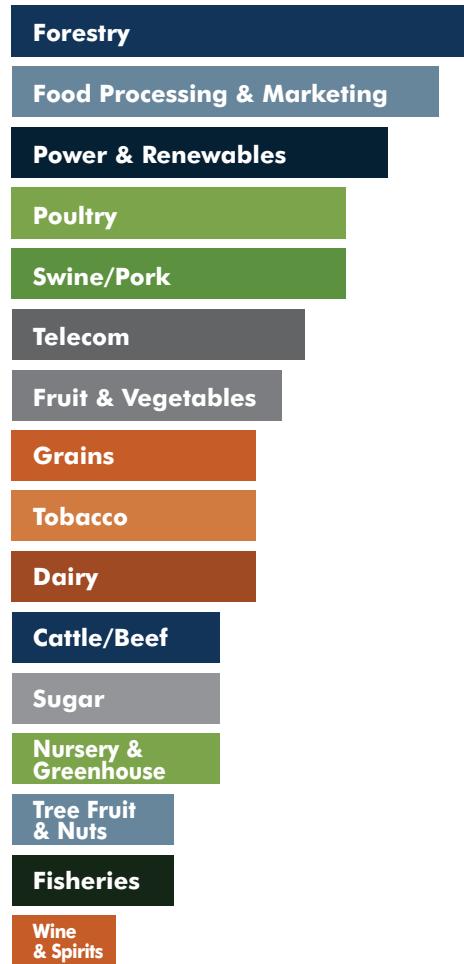 Forestry
Food Processing & Marketing
Power & Renewables
Poultry
Swine/Pork
Telecom
Fruit & Vegetables
Grains
Tobacco
Dairy
Cattle/Beef
Sugar
Nursery &
Greenhouse
Tree Fruit
& Nuts
Fisheries
Wine
& Spirits